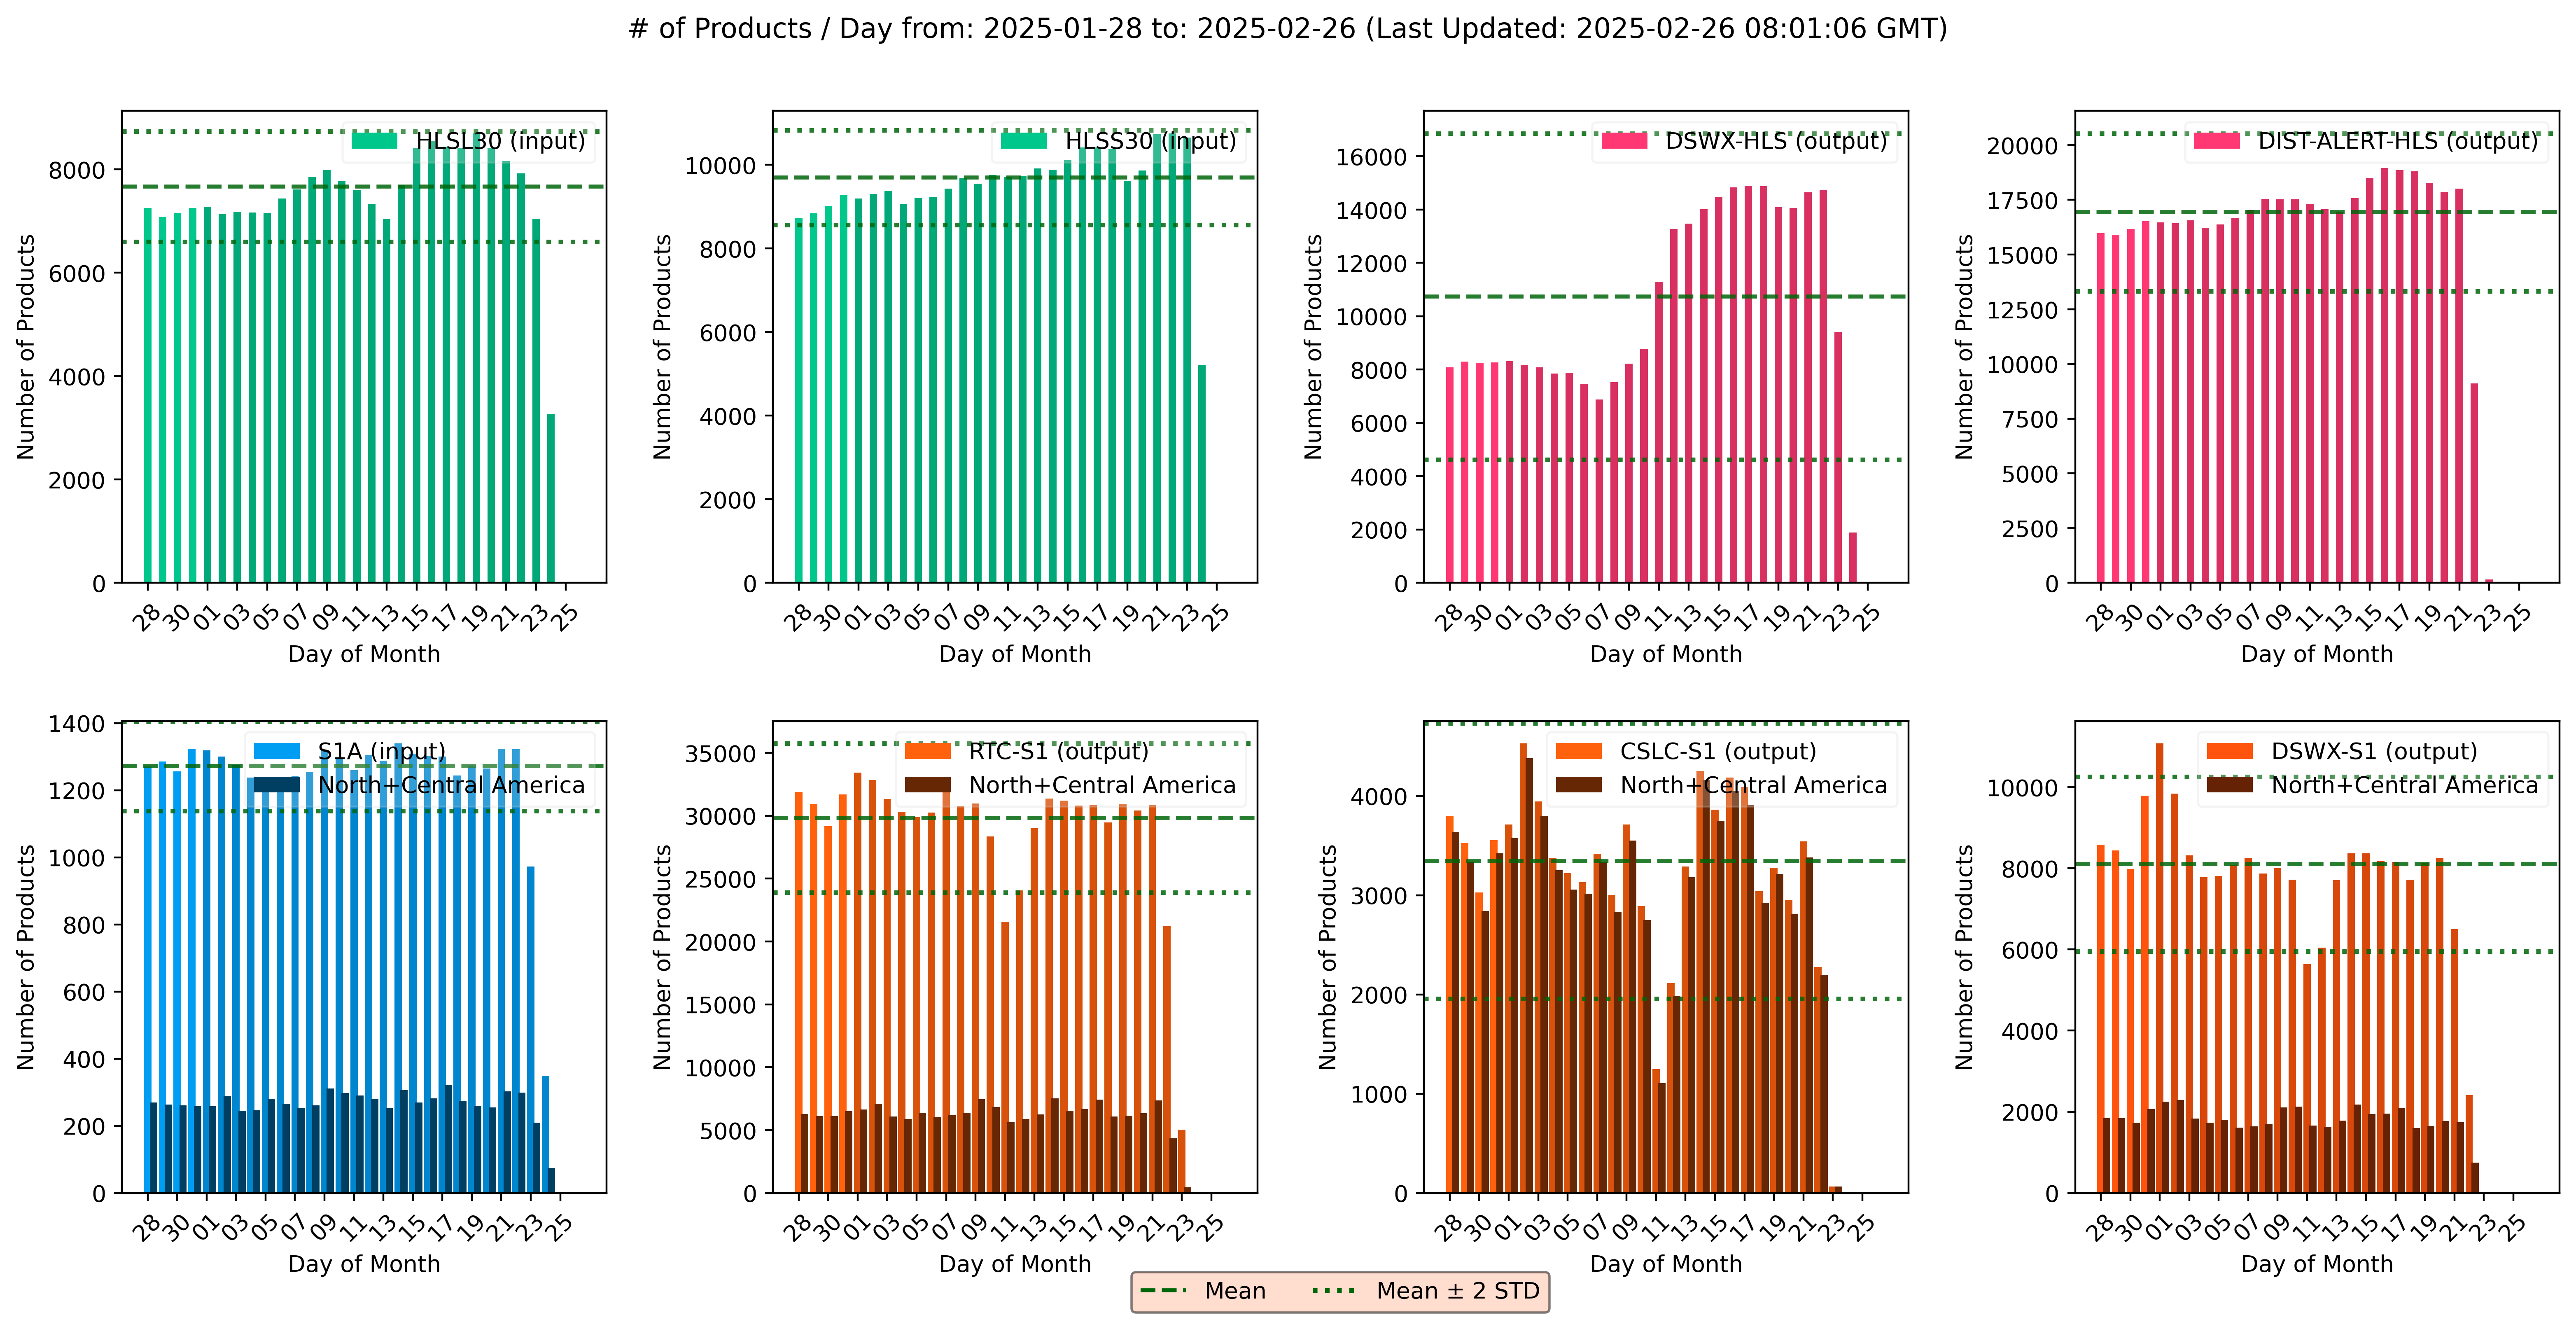 # of Products / Day from: 2025-01-28 to: 2025-02-26 (Last Updated: 2025-02-26 08:01:06 GMT)
HLSL30 (input)
Number of Products
8000
6000
4000
2000
0
28 30 01 03 05 07 09 11 13 15 17 19 21 23 25
Day of Month
HLSS30 (input)
Number of Products
10000
8000
6000
4000
2000
0
28 30 01 03 05 07 09 11 13 15 17 19 21 23 25
Day of Month
DSWX-HLS (output)
Number of Products
16000
14000
12000
10000
8000
6000
4000
2000
0
28 30 01 03 05 07 09 11 13 15 17 19 21 23 25
Day of Month
DIST-ALERT-HLS (output)
Number of Products
20000
17500
15000
12500
10000
7500
5000
2500
0
28 30 01 03 05 07 09 11 13 15 17 19 21 23 25
Day of Month
S1A (input)
North+Central America
Number of Products
1400
1200
1000
800
600
400
200
0
28 30 01 03 05 07 09 11 13 15 17 19 21 23 25
Day of Month
RTC-S1 (output)
North+Central America
Number of Products
35000
30000
25000
20000
15000
10000
5000
0
28 30 01 03 05 07 09 11 13 15 17 19 21 23 25
Day of Month
CSLC-S1 (output)
North+Central America
Number of Products
4000
3000
2000
1000
0
28 30 01 03 05 07 09 11 13 15 17 19 21 23 25
Day of Month
DSWX-S1 (output)
North+Central America
Number of Products
10000
8000
6000
4000
2000
0
28 30 01 03 05 07 09 11 13 15 17 19 21 23 25
Day of Month
Mean
Mean ± 2 STD